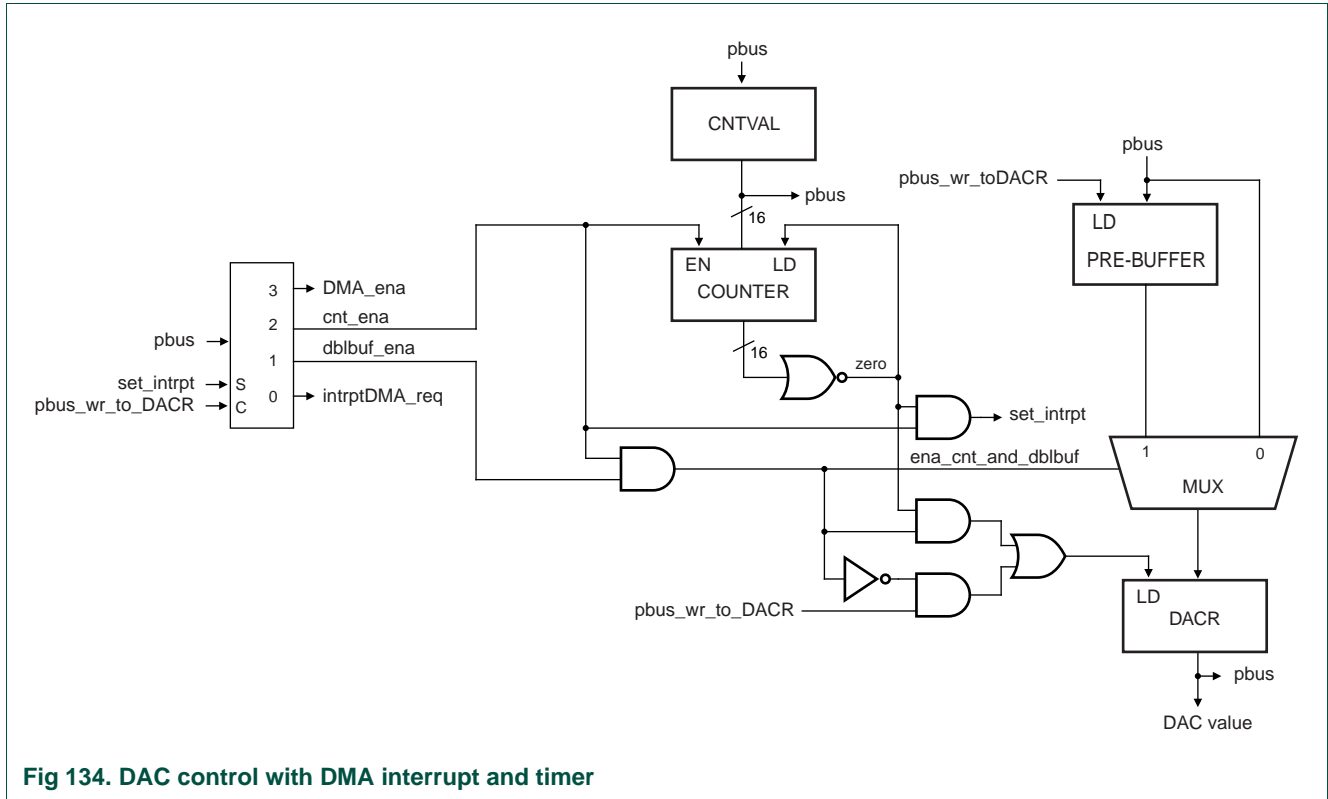 pbus
CNTVAL
pbus
16
pbus
pbus_wr_toDACR
LD
PRE-BUFFER
EN LD
COUNTER
16
zero
3 DMA_ena
2 cnt_ena
1 dblbuf_ena
0 intrptDMA_req
pbus
set_intrpt S
pbus_wr_to_DACR C
set_intrpt
ena_cnt_and_dblbuf
1 0
MUX
pbus_wr_to_DACR
LD
DACR
pbus
DAC value
Fig 134. DAC control with DMA interrupt and timer